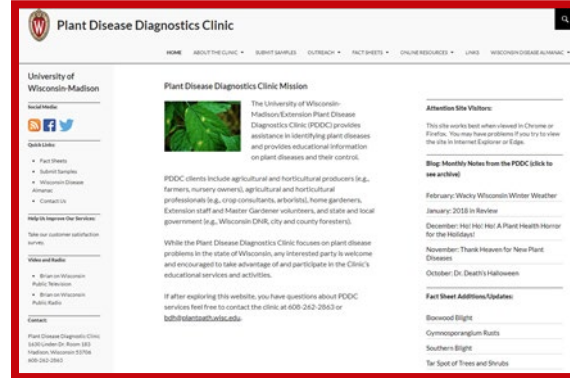 Plant Disease Diagnostics Clinic
HOME ABOUT THE CLINIC SUBMIT SAMPLES OUTREACH FACT SHEETS ONLINE RESOURCES LINKS WISCONSIN DISEASE ALMANAC
University of
Wisconsin-Madison
Social Media:
Quick Links:
Fact Sheets
Submit Samples
Wisconsin Disease
Almanac
Contact Us
Help Us Improve Our Services:
Take our customer satisfaction
survey.
Video and Radio:
Brian on Wisconsin
Public Television
Brian on Wisconsin
Public Radio
Contact:
Plant Disease Diagnostics Clinic
1630 Linden Dr. Room 183
Madison, Wisconsin 53706
608-262-2863
Plant Disease Diagnostics Clinic Mission
The University of Wisconsin-
Madison/Extension Plant Disease
Diagnostics Clinic (PDDC) provides
assistance in identifying plant diseases
and provides educational information
on plant diseases and their control.
PDDC clients include agricultural and horticultural producers (e.g.,
farmers, nursery owners), agricultural and horticultural
professionals (e.g., crop consultants, arborists), home gardeners,
Extension staff and Master Gardener volunteers, and state and local
government (e.g., Wisconsin DNR, city and county foresters).
While the Plant Disease Diagnostics Clinic focuses on plant disease
problems in the state of Wisconsin, any interested party is welcome
and encouraged to take advantage of and participate in the Clinic's
educational services and activities.
If after exploring this website, you have questions about PDDC
services feel free to contact the clinic at 608-262-2863 or
bdh@plantpath.wisc.edu.
Attention Site Visitors:
This site works best when viewed in Chrome or
Firefox. You may have problems if you try to view
the site in Internet Explorer or Edge.
Blog: Monthly Notes from the PDDC (click to
see archive)
February: Wacky Wisconsin Winter Weather
January: 2018 in Review
December: Ho! Ho! Ho! A Plant Health Horror
for the Holidays!
November: Thank Heaven for New Plant
Diseases
October: Dr. Death's Halloween
Fact Sheet Additions/Updates:
Boxwood Blight
Gymnosporangium Rusts
Southern Blight
Tar Spot of Trees and Shrubs